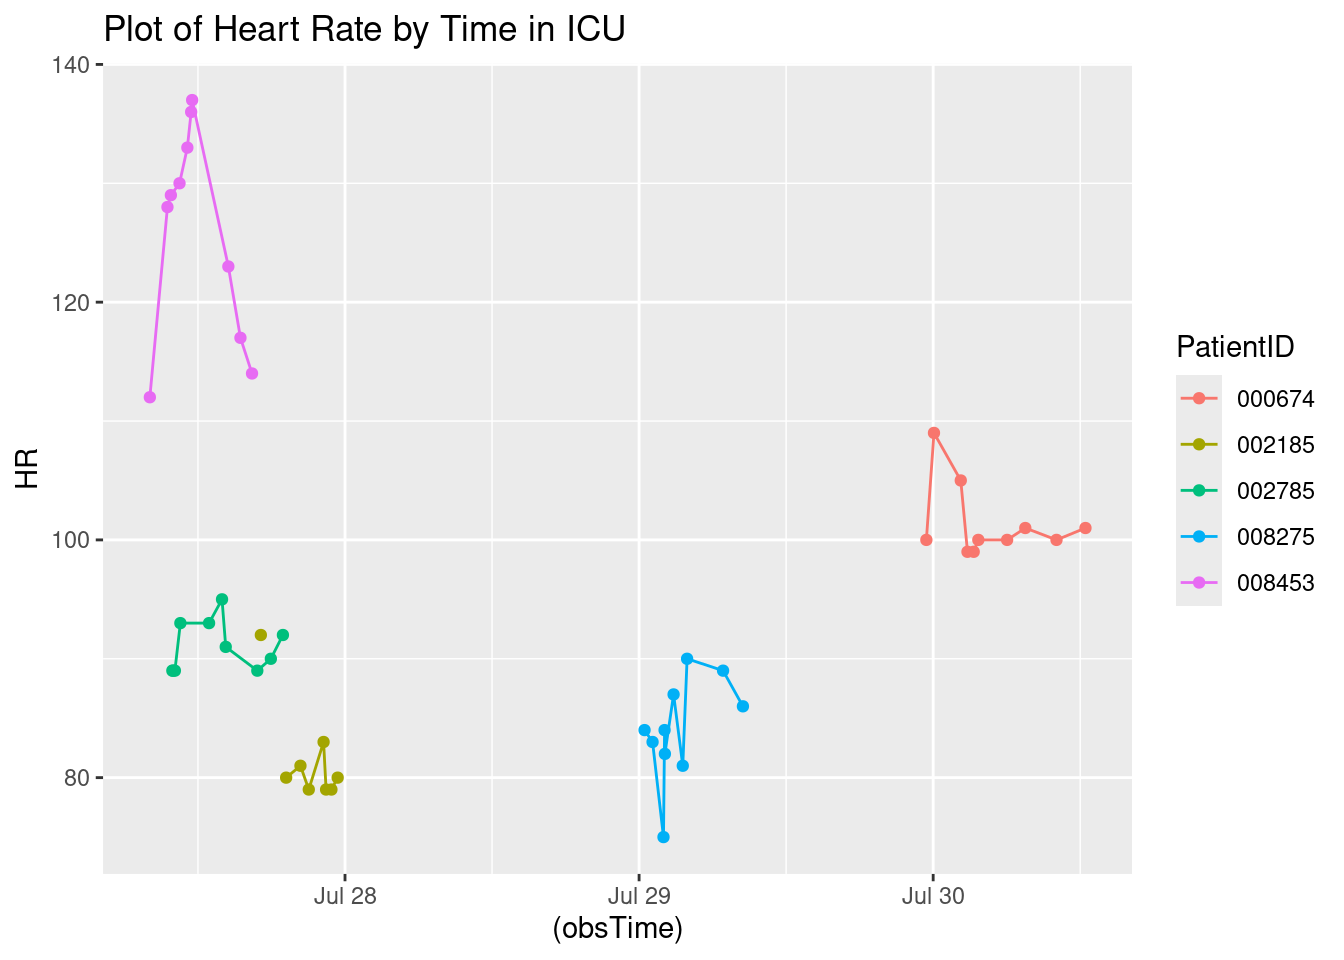 Plot of Heart Rate by Time in ICU
140
120
100
80
HR
Jul 28
Jul 29
Jul 30
(obsTime)
PatientID
000674
002185
002785
008275
008453